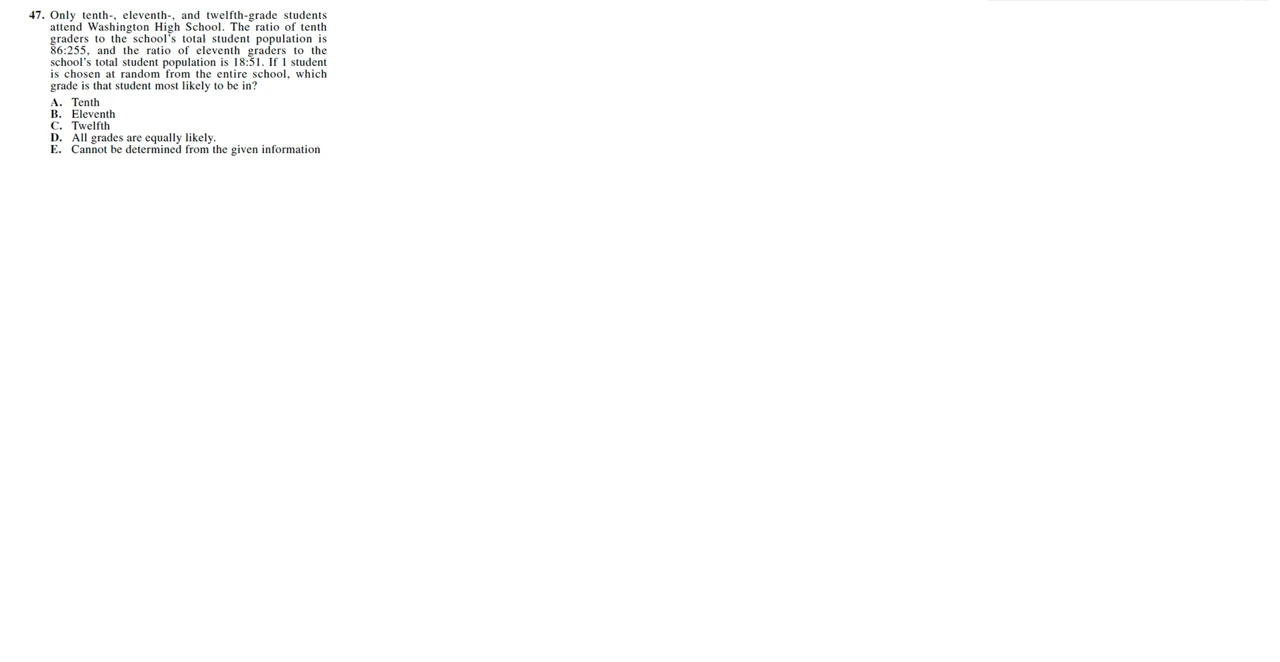 47. Only tenth-, eleventh-, and twelfth-grade students
attend Washington High School. The ratio of tenth
graders to the school's total student population is
86:255, and the ratio of eleventh graders to the
school's total student population is 18:51. If 1 student
is chosen at random from the entire school, which
grade is that student most likely to be in?
A. Tenth
B. Eleventh
C. Twelfth
D. All grades are equally likely.
E. Cannot be determined from the given information